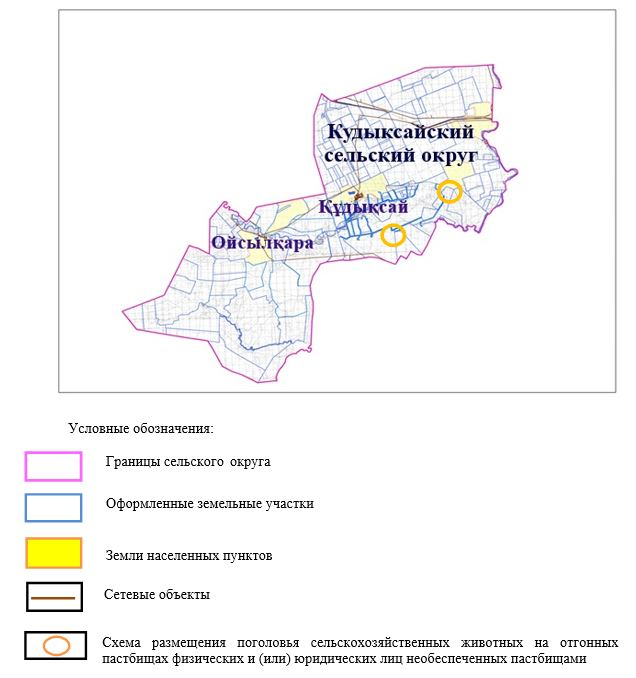 Кудыксайский
сельский округ
Құдықсай
Ойсылқара
Условные обозначения:
Границы сельского округа
Оформленные земельные участки
Земли населенных пунктов
Сетевые объекты
Схема размещения поголовья сельскохозяйственных животных на отгонных
пастбищах физических и (или) юридических лиц необеспеченных пастбищами